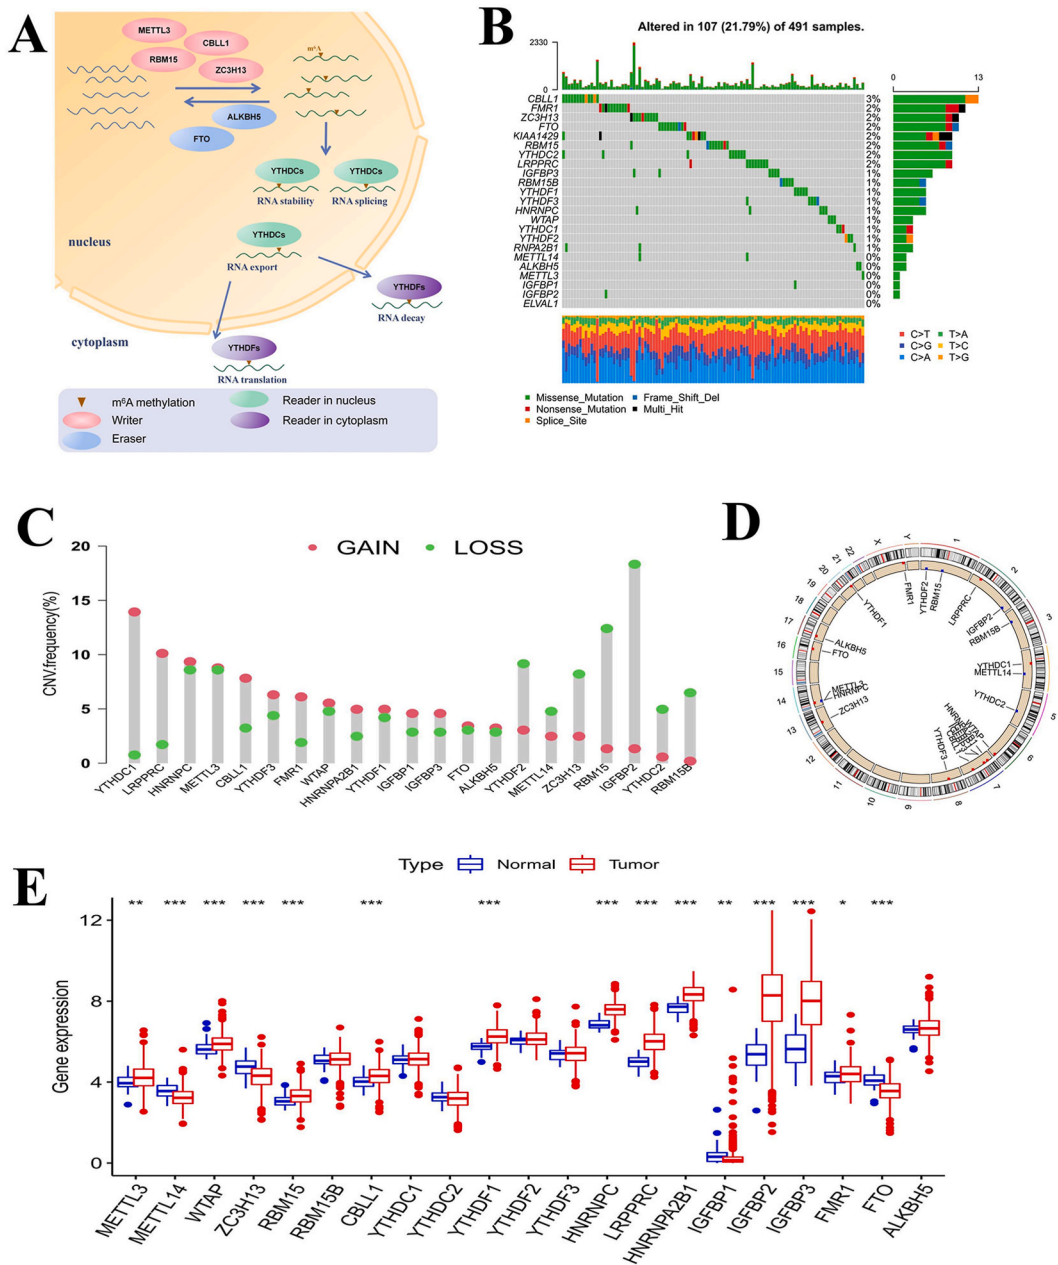 A
METTL3
CBLL1
RBM15
ZC3H13
ALKBH5
FTO
m⁶A
YTHDCs
YTHDCs
RNA stability
RNA splicing
YTHDCs
RNA export
nucleus
YTHDFs
RNA decay
cytoplasm
YTHDFs
RNA translation
m⁶A methylation
Writer
Eraser
Reader in nucleus
Reader in cytoplasm
B
Altered in 107 (21.79%) of 491 samples.
2330
0
0 13
CBLL1 3%
FMR1 2%
ZC3H13 2%
FTO 2%
KIAA1429 2%
RBM15 2%
YTHDC2 2%
LRPPRC 2%
IGFBP3 1%
RBM15B 1%
YTHDF1 1%
YTHDF3 1%
HNRNPC 1%
WTAP 1%
YTHDC1 1%
YTHDF2 1%
RNPA2B1 1%
METTL14 0%
ALKBH5 0%
METTL3 0%
IGFBP1 0%
IGFBP2 0%
ELVAL1 0%
C>T T>A
C>G T>C
C>A T>G
Missense_Mutation Frame_Shift_Del
Nonsense_Mutation Multi_Hit
Splice_Site
C
GAIN LOSS
CNV.frequency(%)
20
15
10
5
0
YTHDC1 LRPPRC HNRNPC METTL3 CBLL1 YTHDF3 FMR1 WTAP HNRNPA2B1 YTHDF1 IGFBP1 IGFBP3 FTO ALKBH5 YTHDF2 METTL14 ZC3H13 RBM15 IGFBP2 YTHDC2 RBM15B
D
1
2
3
5
6
7
8
9
10
11
12
13
14
15
16
17
18
19
20
21
22
X
Y
FMR1
YTHDF2
RBM15
LRPPRC
IGFBP2
RBM15B
YTHDC1
METTL14
YTHDC2
WTAP
YTHDF3
ZC3H13
HNRNPC
METTL3
FTO
ALKBH5
YTHDF1
E
Type Normal Tumor
** *** *** *** *** *** *** *** *** *** ** *** *** * ***
Gene expression
12
8
4
0
METTL3 METTL14 WTAP ZC3H13 RBM15 RBM15B CBLL1 YTHDC1 YTHDC2 YTHDF1 YTHDF2 YTHDF3 HNRNPC LRPPRC HNRNPA2B1 IGFBP1 IGFBP2 IGFBP3 FMR1 FTO ALKBH5